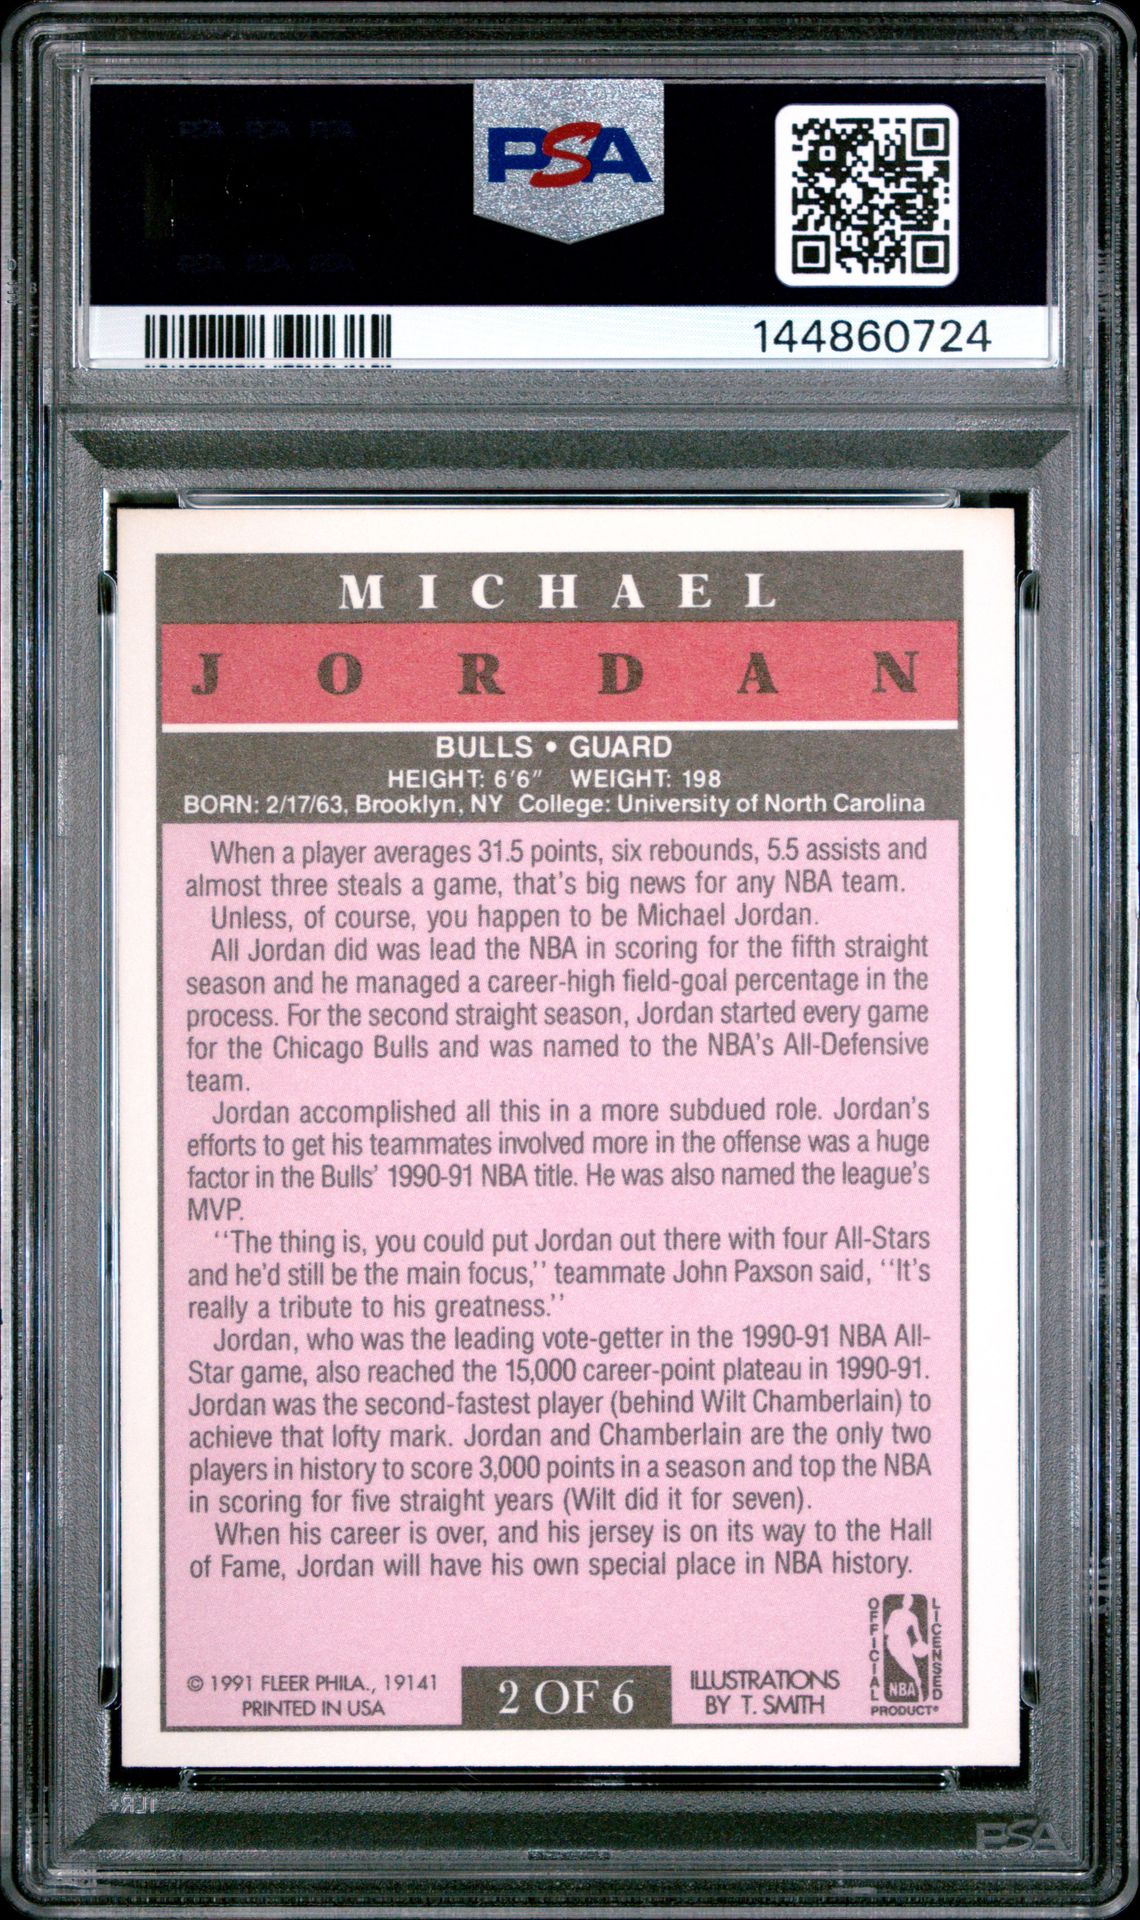 PSA
144860724
MICHAEL
JORDAN
BULLS • GUARD
HEIGHT: 6'6" WEIGHT: 198
BORN: 2/17/63, Brooklyn, NY College: University of North Carolina
When a player averages 31.5 points, six rebounds, 5.5 assists and
almost three steals a game, that's big news for any NBA team.
Unless, of course, you happen to be Michael Jordan.
All Jordan did was lead the NBA in scoring for the fifth straight
season and he managed a career-high field-goal percentage in the
process. For the second straight season, Jordan started every game
for the Chicago Bulls and was named to the NBA's All-Defensive
team.
Jordan accomplished all this in a more subdued role. Jordan's
efforts to get his teammates involved more in the offense was a huge
factor in the Bulls' 1990-91 NBA title. He was also named the league's
MVP.
''The thing is, you could put Jordan out there with four All-Stars
and he'd still be the main focus,'' teammate John Paxson said, ''It's
really a tribute to his greatness.''
Jordan, who was the leading vote-getter in the 1990-91 NBA All-
Star game, also reached the 15,000 career-point plateau in 1990-91.
Jordan was the second-fastest player (behind Wilt Chamberlain) to
achieve that lofty mark. Jordan and Chamberlain are the only two
players in history to score 3,000 points in a season and top the NBA
in scoring for five straight years (Wilt did it for seven).
When his career is over, and his jersey is on its way to the Hall
of Fame, Jordan will have his own special place in NBA history.
© 1991 FLEER PHILA., 19141
PRINTED IN USA
2 OF 6
ILLUSTRATIONS
BY T. SMITH
OFFICIAL
LICENSED
NBA
PRODUCT®
PSA